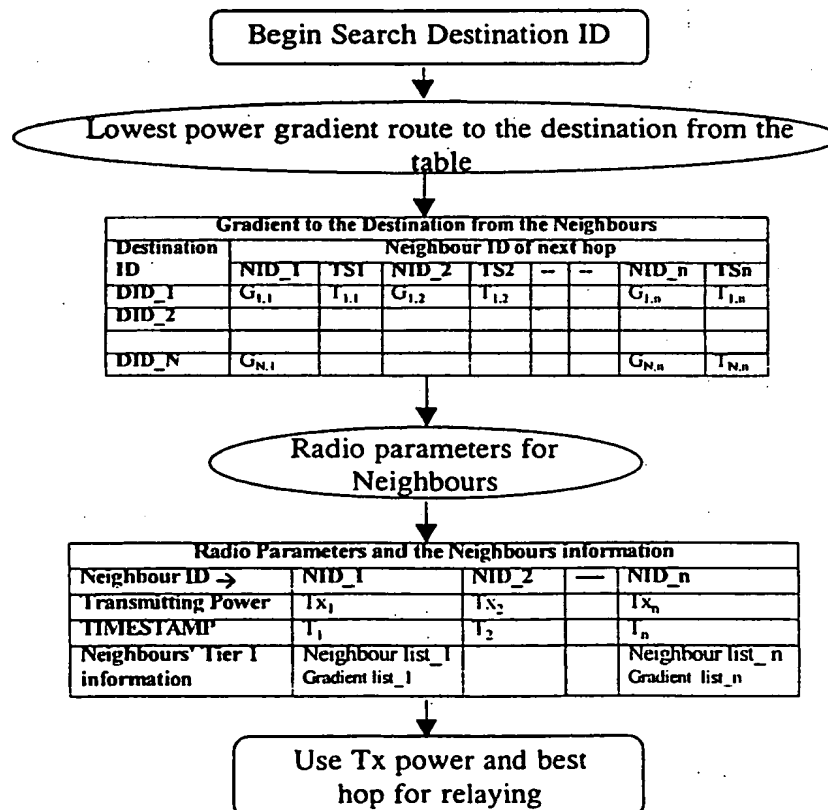 Begin Search Destination ID
Lowest power gradient route to the destination from the
table
Gradient to the Destination from the Neighbours
Destination ID Neighbour ID of next hop
NID_1 TS1 NID_2 TS2 -- -- NID_n TSn
DID_1 G1,1 T1,1 G1,2 T1,2 G1,n T1,n
DID_2
DID_N GN,1 GN,n TN,n
Radio parameters for
Neighbours
Radio Parameters and the Neighbours information
Neighbour ID → NID_1 NID_2 — NID_n
Transmitting Power Tx1 Tx2 Txn
TIMESTAMP T1 T2 Tn
Neighbours' Tier 1 Neighbour list_1 Neighbour list_n
information Gradient list_1 Gradient list_n
Use Tx power and best
hop for relaying